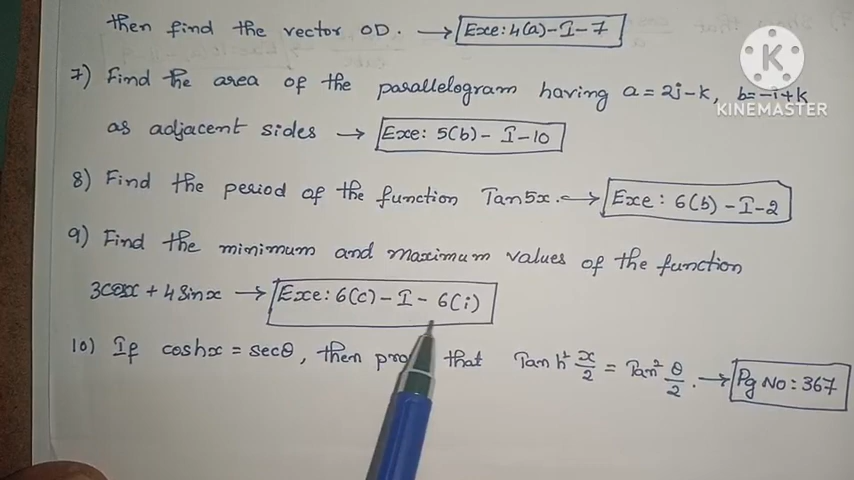 then find the vector OD. → Exe: 4(a) - I - 7
7) Find the area of the parallelogram having a = 2j - k, b = -i + k
as adjacent sides → Exe: 5(b) - I - 10
8) Find the period of the function Tan5x. → Exe: 6(b) - I - 2
9) Find the minimum and maximum values of the function
3cosx + 4 sinx → Exe: 6(c) - I - 6(i)
10) If coshx = secθ, then that Tanh² x/2 = Tan² θ/2. → Pg No: 367
K
KINEMASTER